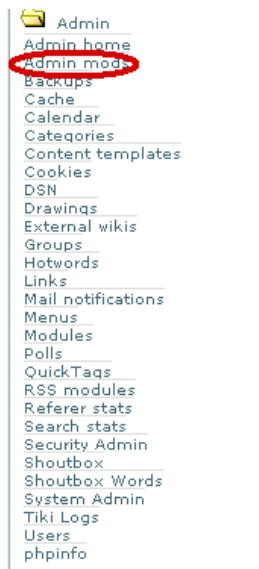 Admin
Admin home
Admin mods
Backups
Cache
Calendar
Categories
Content templates
Cookies
DSN
Drawings
External wikis
Groups
Hotwords
Links
Mail notifications
Menus
Modules
Polls
QuickTags
RSS modules
Referer stats
Search stats
Security Admin
Shoutbox
Shoutbox Words
System Admin
Tiki Logs
Users
phpinfo